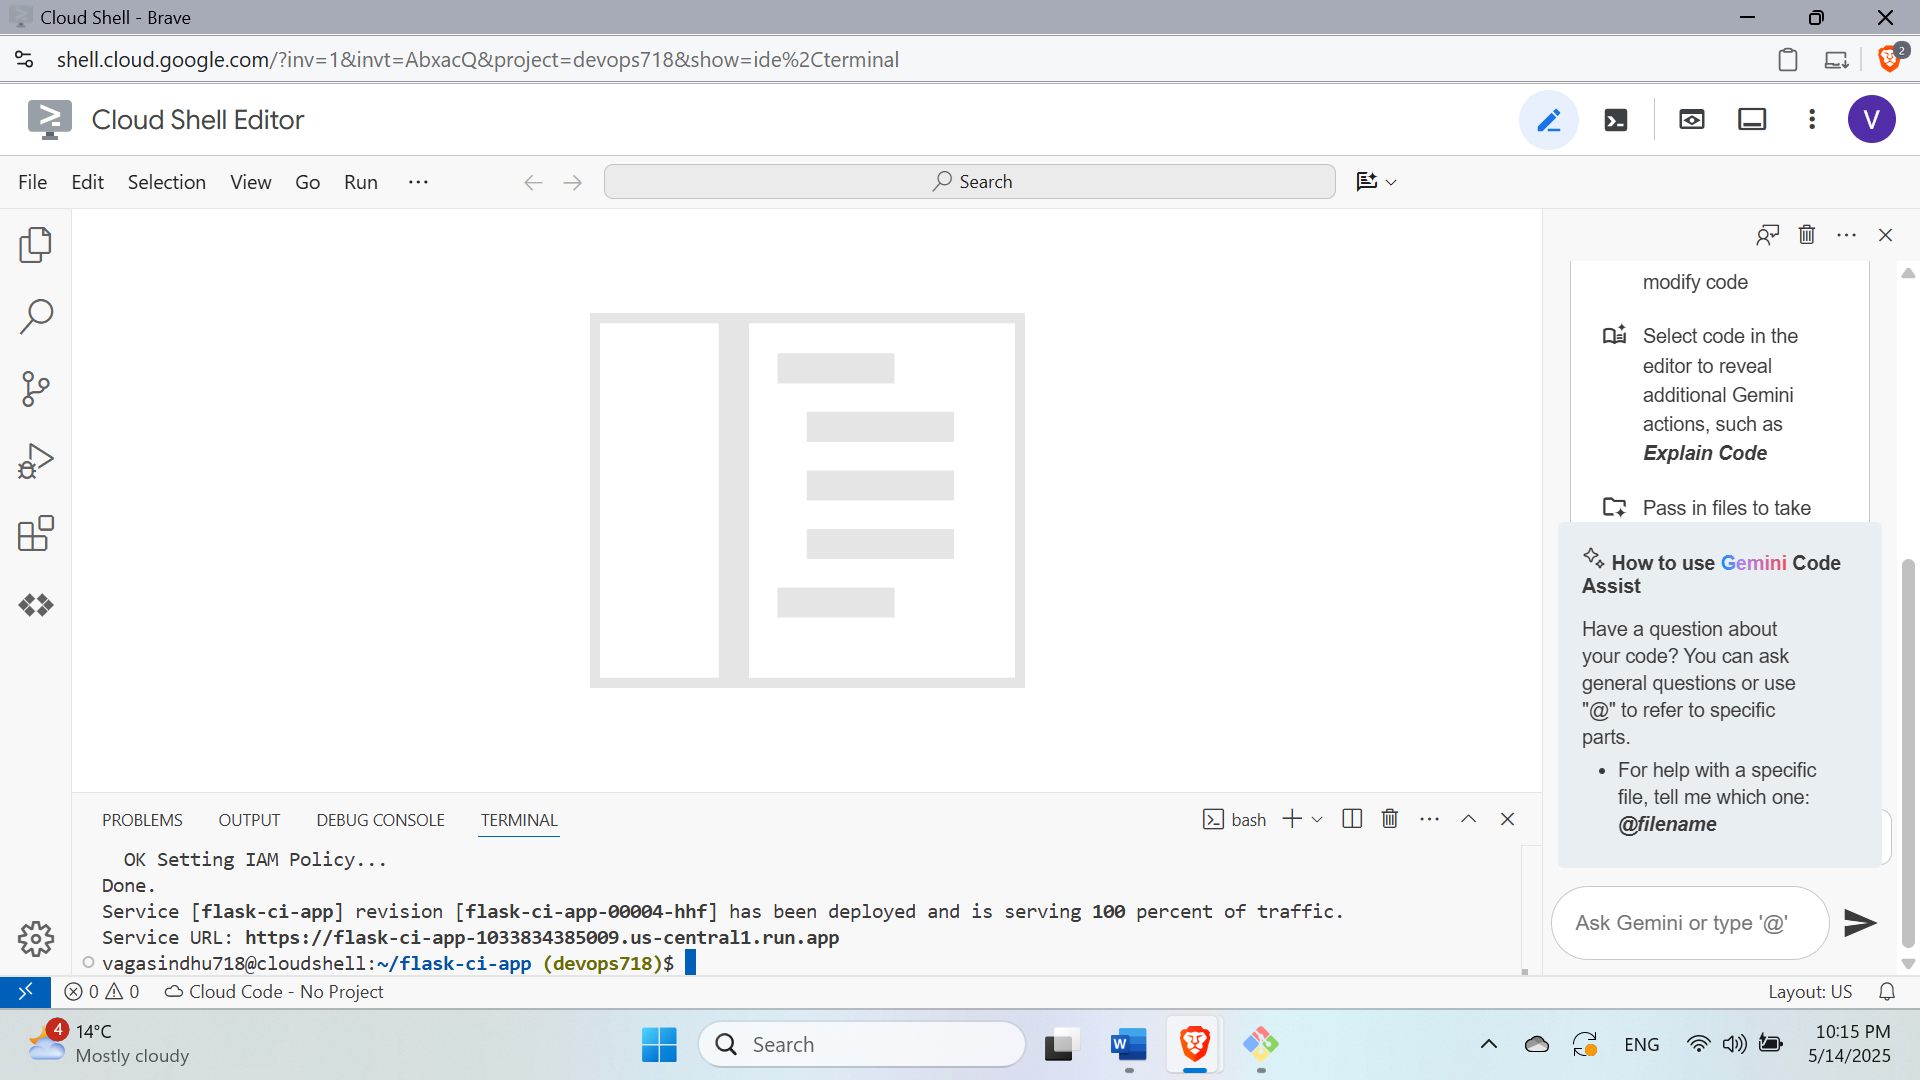 Cloud Shell - Brave
shell.cloud.google.com/?inv=1&invt=AbxacQ&project=devops718&show=ide%2Cterminal
2
Cloud Shell Editor
V
File Edit Selection View Go Run ···
Search
modify code
Select code in the
editor to reveal
additional Gemini
actions, such as
Explain Code
Pass in files to take
How to use Gemini Code
Assist
Have a question about
your code? You can ask
general questions or use
"@" to refer to specific
parts.
• For help with a specific
file, tell me which one:
@filename
Ask Gemini or type '@'
PROBLEMS OUTPUT DEBUG CONSOLE TERMINAL
bash
OK Setting IAM Policy...
Done.
Service [flask-ci-app] revision [flask-ci-app-00004-hhf] has been deployed and is serving 100 percent of traffic.
Service URL: https://flask-ci-app-1033834385009.us-central1.run.app
vagasindhu718@cloudshell:~/flask-ci-app (devops718)$
0 0 Cloud Code - No Project
Layout: US
4
14°C
Mostly cloudy
Search
W
ENG
10:15 PM
5/14/2025